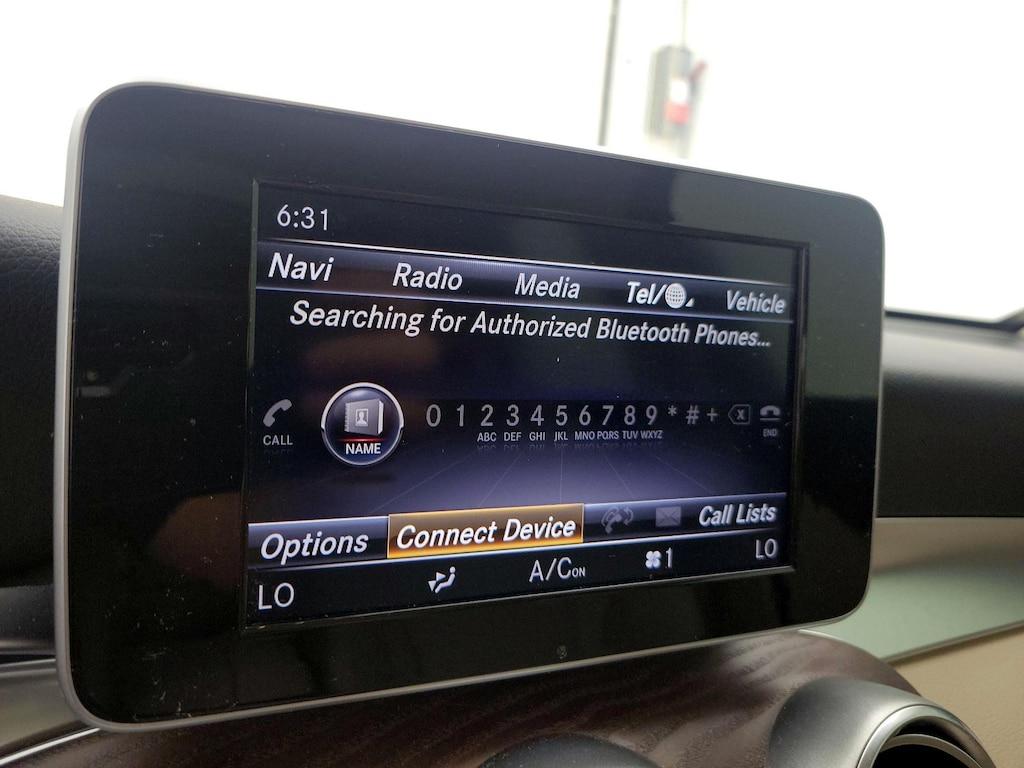 6:31
Navi Radio Media Tel/ Vehicle
Searching for Authorized Bluetooth Phones...
CALL NAME 0 1 2 3 4 5 6 7 8 9 * # + x END
ABC DEF GHI JKL MNO PQRS TUV WXYZ
Options Connect Device Call Lists
LO A/C ON 1 LO